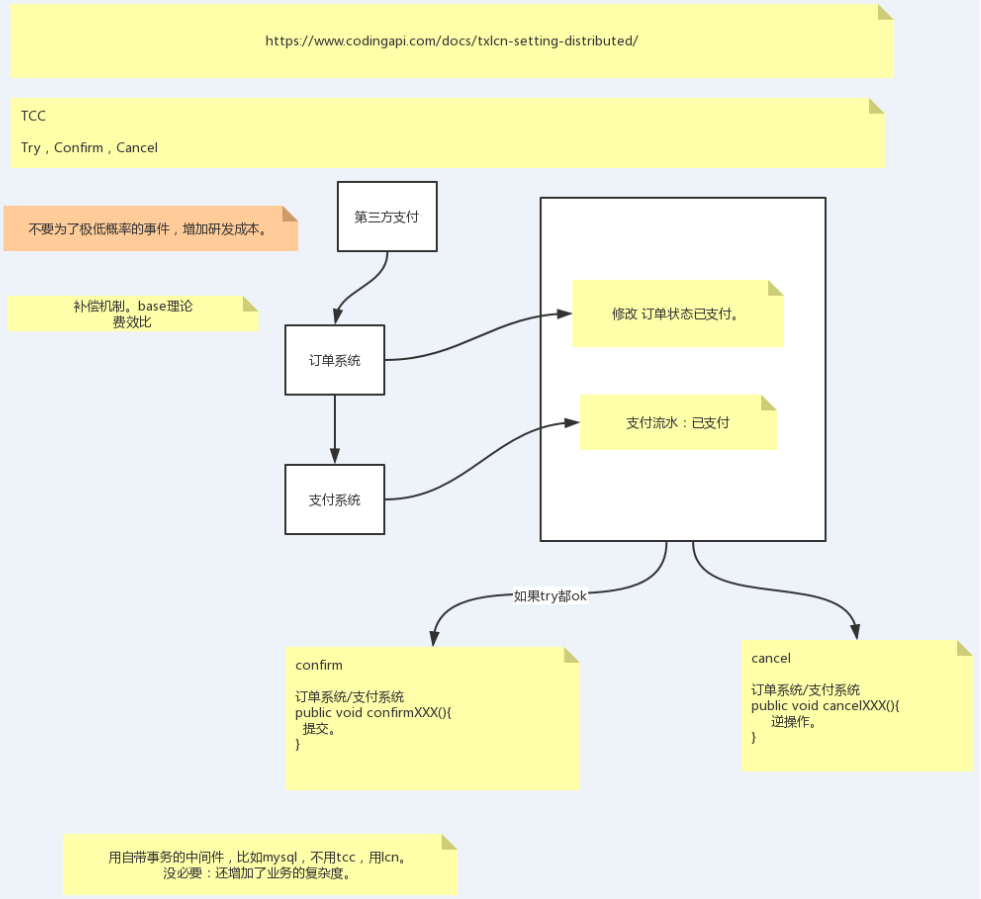 https://www.codingapi.com/docs/txlcn-setting-distributed/
TCC
Try，Confirm，Cancel
第三方支付
不要为了极低概率的事件，增加研发成本。
补偿机制。base理论
费效比
修改 订单状态已支付。
订单系统
支付流水：已支付
支付系统
如果try都ok
confirm
订单系统/支付系统
public void confirmXXX(){
提交。
}
cancel
订单系统/支付系统
public void cancelXXX(){
逆操作。
}
用自带事务的中间件，比如mysql，不用tcc，用lcn。
没必要：还增加了业务的复杂度。